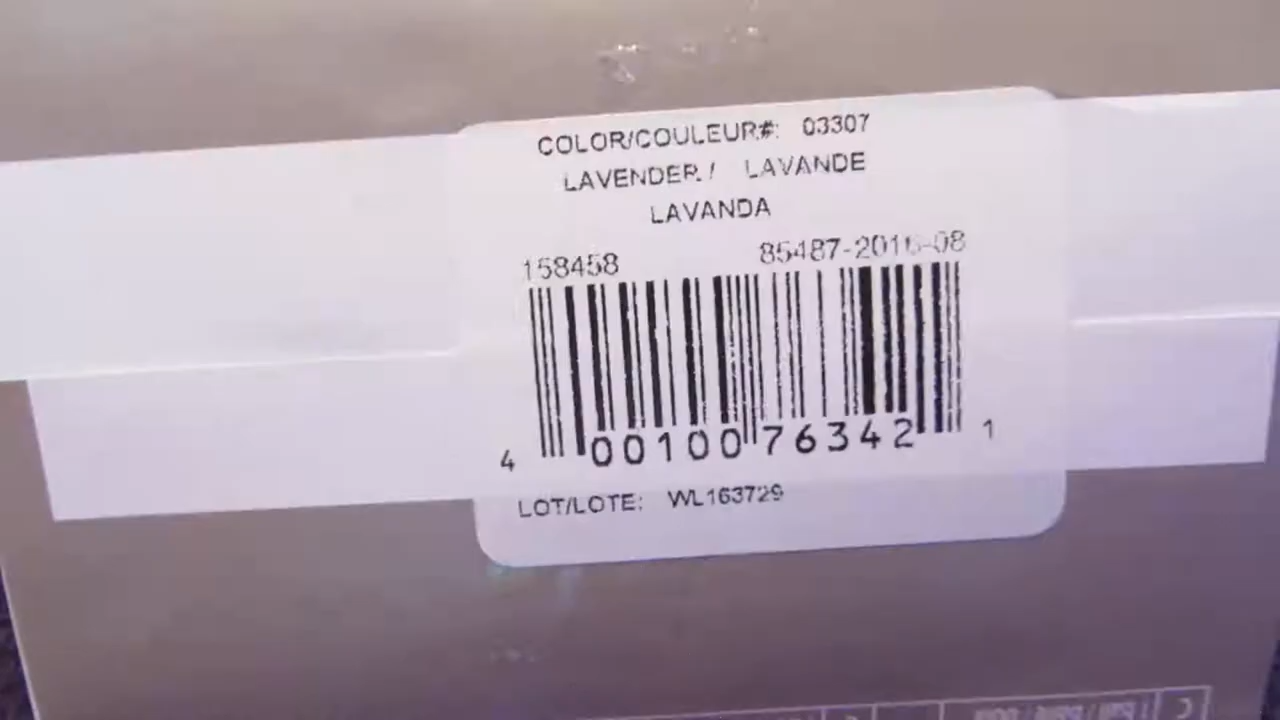 COLOR/COULEUR#: 03307
LAVENDER / LAVANDE
LAVANDA
158458 85487-2016-08
4 00100 76342 1
LOT/LOTE: WL163729